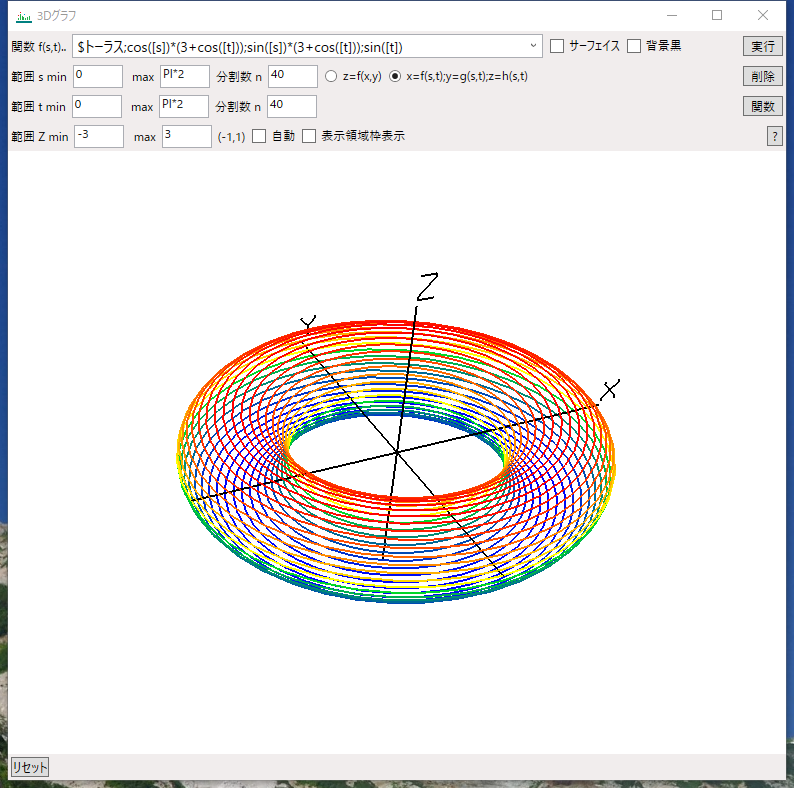 3Dグラフ
関数 f(s,t).. $トーラス;cos([s])*(3+cos([t]));sin([s])*(3+cos([t]));sin([t]) サーフェイス 背景黒 実行
範囲 s min 0 max PI*2 分割数 n 40 z=f(x,y) x=f(s,t);y=g(s,t);z=h(s,t) 削除
範囲 t min 0 max PI*2 分割数 n 40 関数
範囲 Z min -3 max 3 (-1,1) 自動 表示領域枠表示 ?
Z
Y
X
リセット